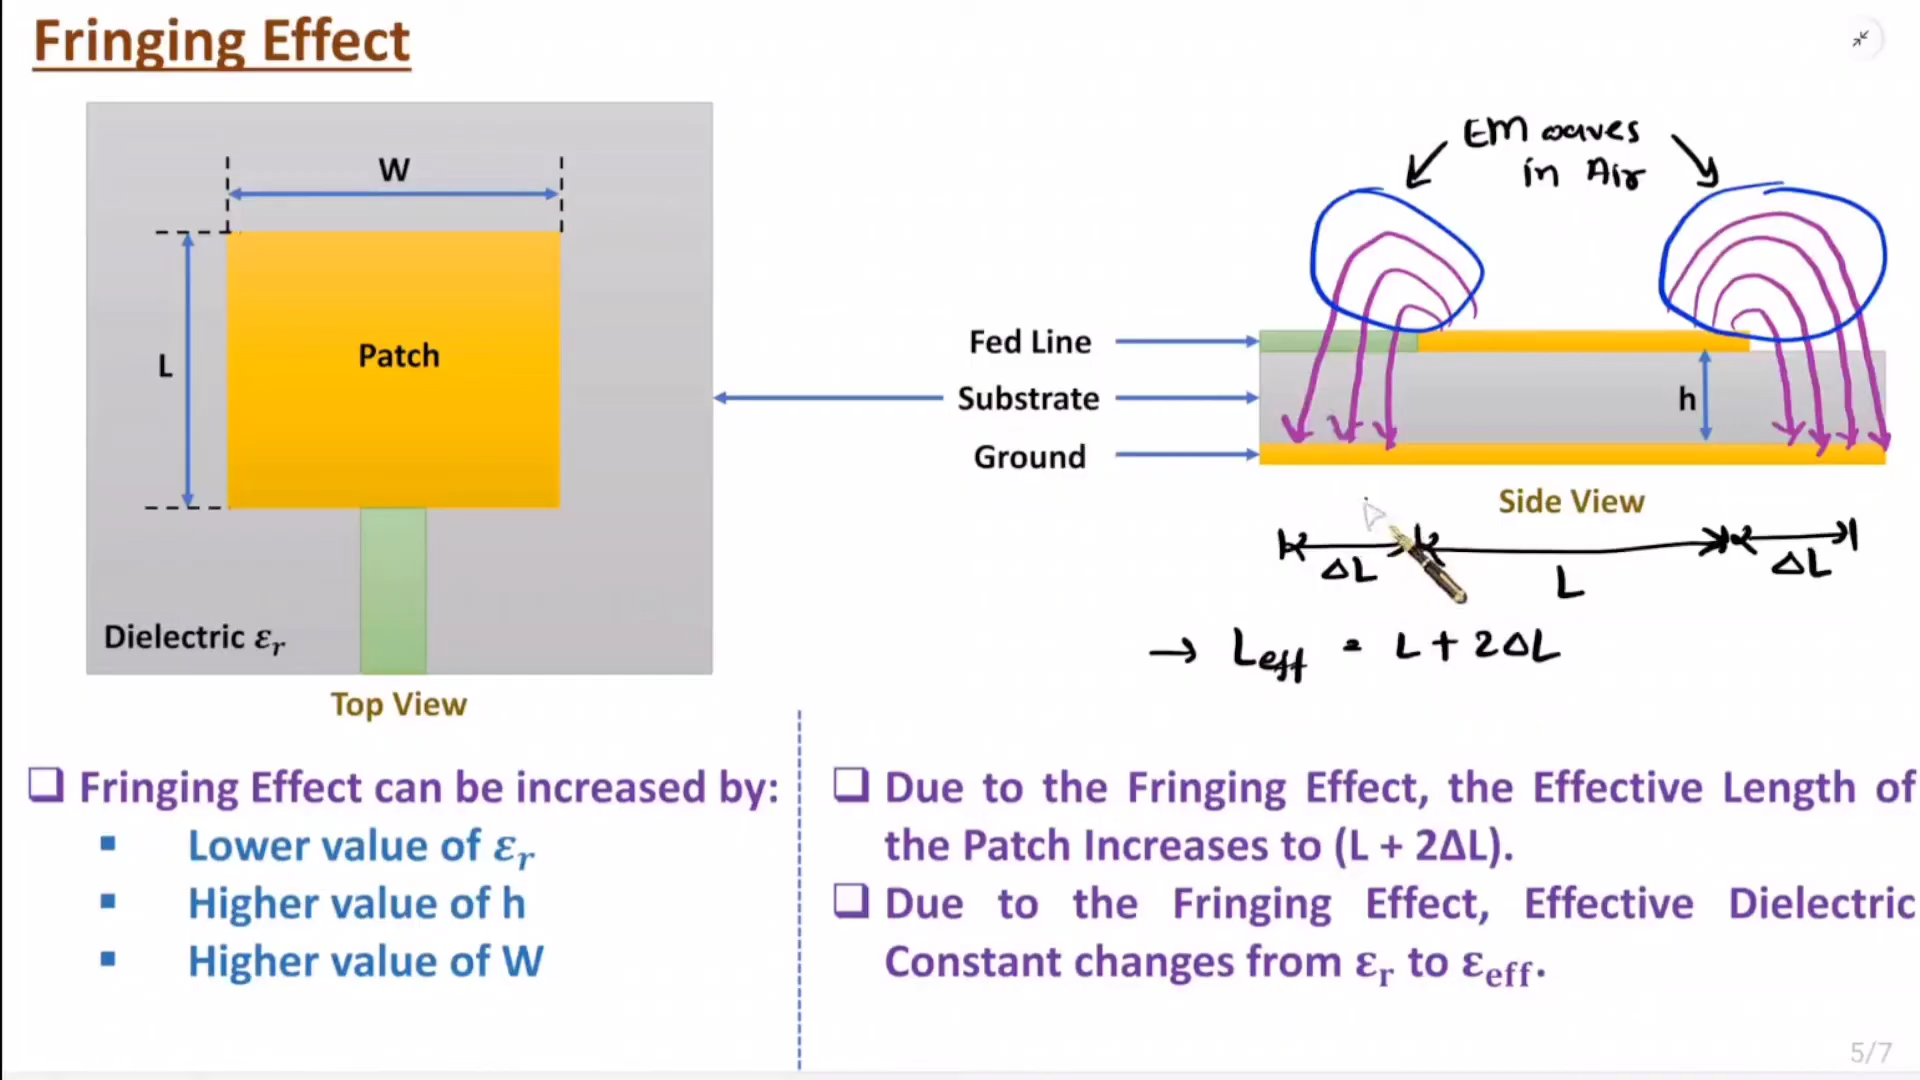 Fringing Effect
W
L
Patch
Dielectric εᵣ
Top View
EM waves
in Air
Fed Line
Substrate
Ground
h
Side View
ΔL
L
ΔL
→ Leff = L + 2ΔL
❑ Fringing Effect can be increased by:
▪ Lower value of εᵣ
▪ Higher value of h
▪ Higher value of W
❑ Due to the Fringing Effect, the Effective Length of
the Patch Increases to (L + 2ΔL).
❑ Due to the Fringing Effect, Effective Dielectric
Constant changes from εr to εeff.
5/7